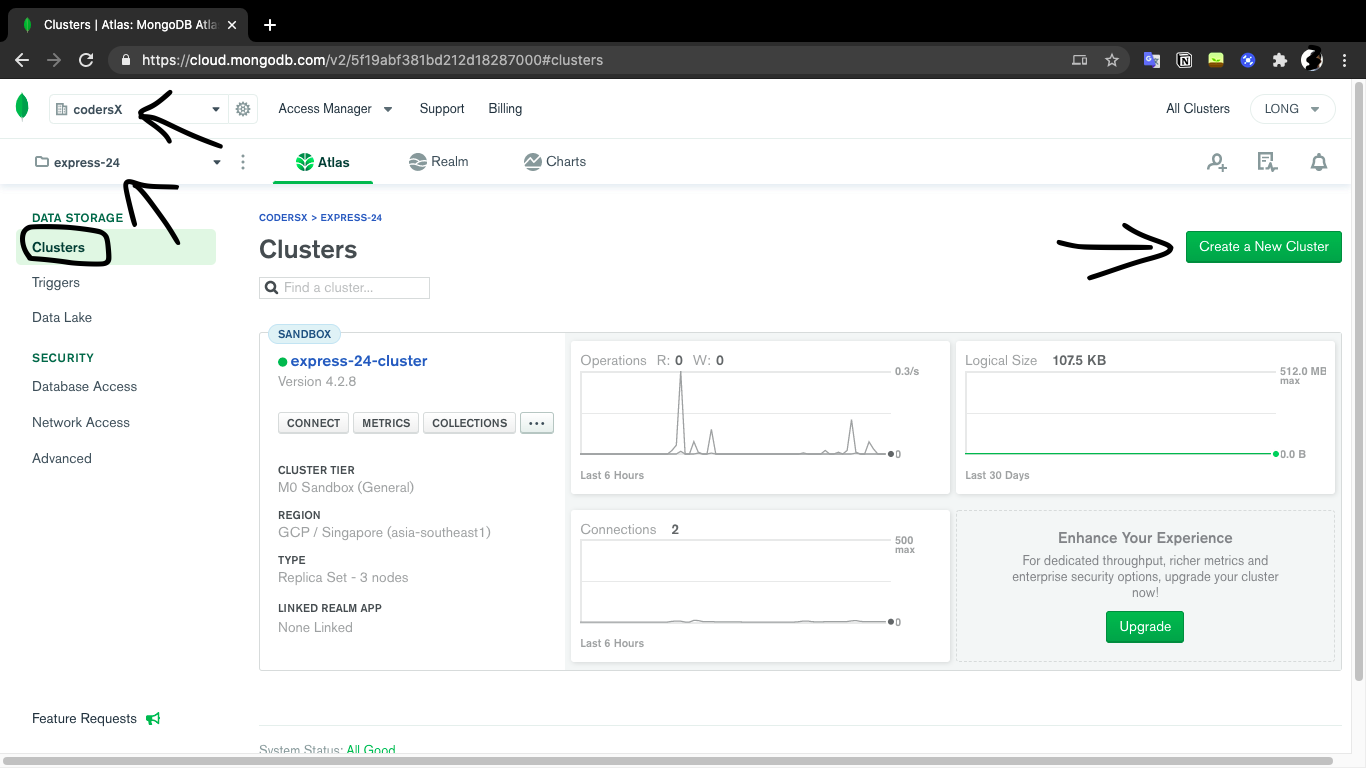 Clusters | Atlas: MongoDB Atla
https://cloud.mongodb.com/v2/5f19abf381bd212d18287000#clusters
codersX
Access Manager
Support
Billing
All Clusters
LONG
express-24
Atlas
Realm
Charts
DATA STORAGE
Clusters
Triggers
Data Lake
SECURITY
Database Access
Network Access
Advanced
Feature Requests
CODERSX > EXPRESS-24
Clusters
Create a New Cluster
Find a cluster...
SANDBOX
express-24-cluster
Version 4.2.8
CONNECT
METRICS
COLLECTIONS
...
CLUSTER TIER
M0 Sandbox (General)
REGION
GCP / Singapore (asia-southeast1)
TYPE
Replica Set - 3 nodes
LINKED REALM APP
None Linked
Operations R: 0 W: 0
0.3/s
0
Last 6 Hours
Logical Size 107.5 KB
512.0 MB
max
0.0 B
Last 30 Days
Connections 2
500
max
0
Last 6 Hours
Enhance Your Experience
For dedicated throughput, richer metrics and
enterprise security options, upgrade your cluster
now!
Upgrade
System Status: All Good